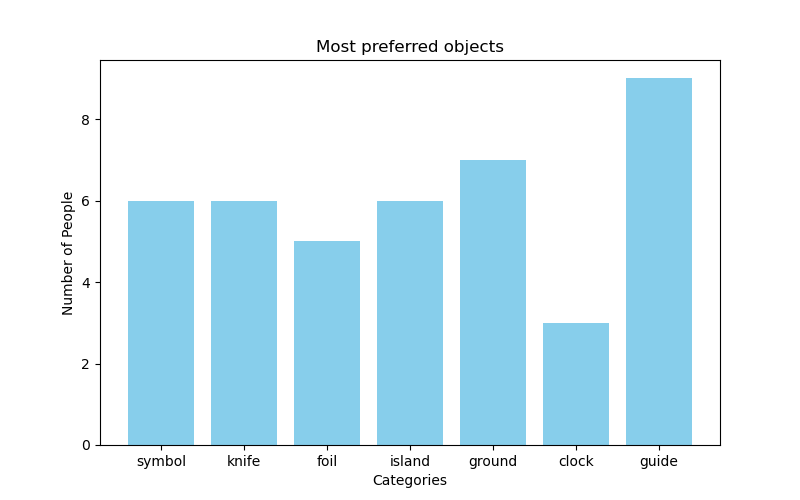 Most preferred objects
Number of People
8
6
4
2
0
symbol knife foil island ground clock guide
Categories